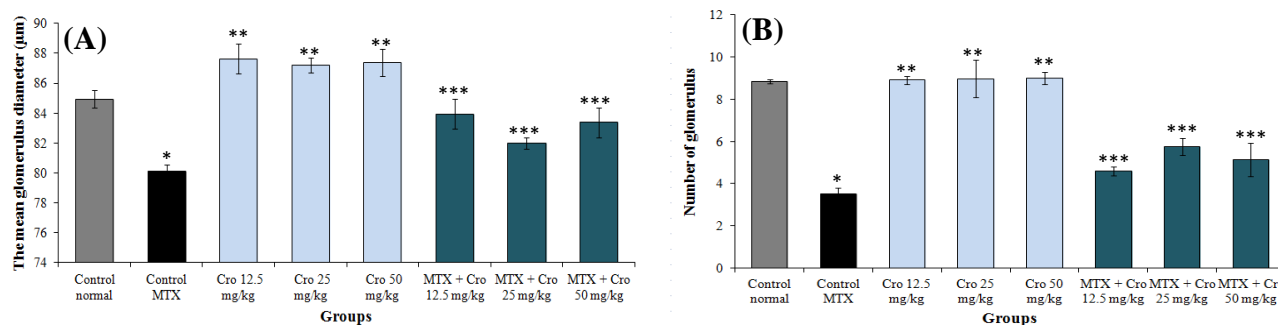 (A)
The mean glomerulus diameter (µm)
90
88
86
84
82
80
78
76
74
*
**
**
**
***
***
***
Control
normal
Control
MTX
Cro 12.5
mg/kg
Cro 25
mg/kg
Cro 50
mg/kg
MTX + Cro
12.5 mg/kg
MTX + Cro
25 mg/kg
MTX + Cro
50 mg/kg
Groups
(B)
Number of glomerulus
12
10
8
6
4
2
0
*
**
**
**
***
***
***
Control
normal
Control
MTX
Cro 12.5
mg/kg
Cro 25
mg/kg
Cro 50
mg/kg
MTX + Cro
12.5 mg/kg
MTX + Cro
25 mg/kg
MTX + Cro
50 mg/kg
Groups